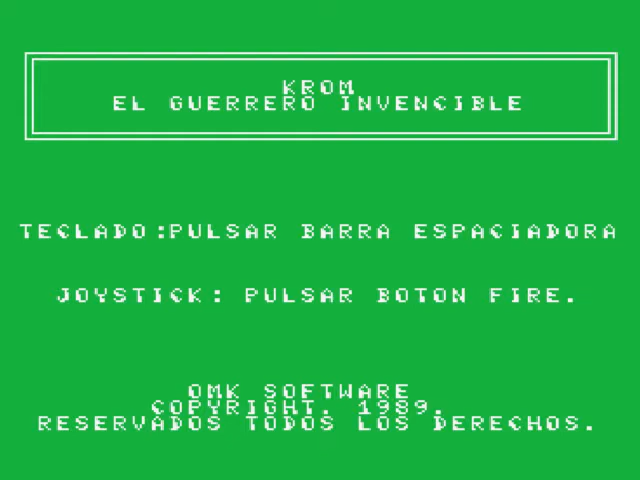 KROM
EL GUERRERO INVENCIBLE
TECLADO:PULSAR BARRA ESPACIADORA
JOYSTICK: PULSAR BOTON FIRE.
OMK SOFTWARE
COPYRIGHT. 1989.
RESERVADOS TODOS LOS DERECHOS.